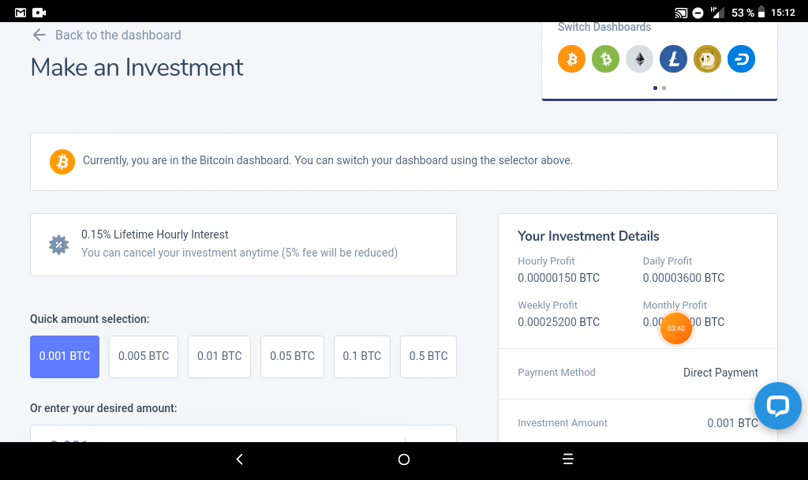 53 % 15:12
Back to the dashboard
Switch Dashboards
Make an Investment
Currently, you are in the Bitcoin dashboard. You can switch your dashboard using the selector above.
0.15% Lifetime Hourly Interest
You can cancel your investment anytime (5% fee will be reduced)
Your Investment Details
Hourly Profit Daily Profit
0.00000150 BTC 0.00003600 BTC
Weekly Profit Monthly Profit
0.00025200 BTC BTC
03:40
Quick amount selection:
0.001 BTC 0.005 BTC 0.01 BTC 0.05 BTC 0.1 BTC 0.5 BTC
Payment Method Direct Payment
Or enter your desired amount:
Investment Amount 0.001 BTC